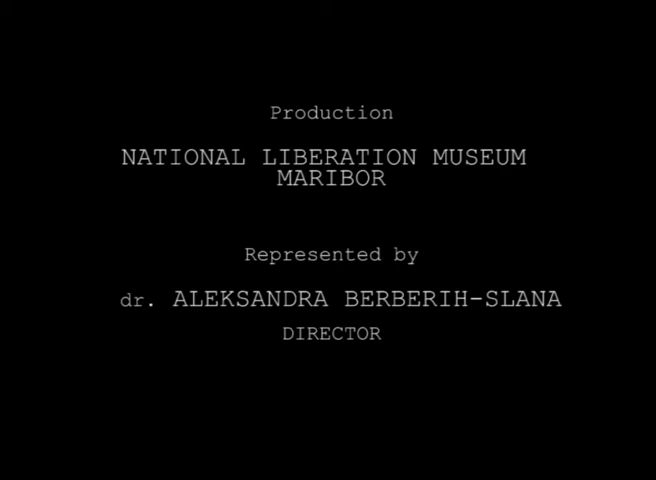 Production
NATIONAL LIBERATION MUSEUM
MARIBOR
Represented by
dr. ALEKSANDRA BERBERIH-SLANA
DIRECTOR